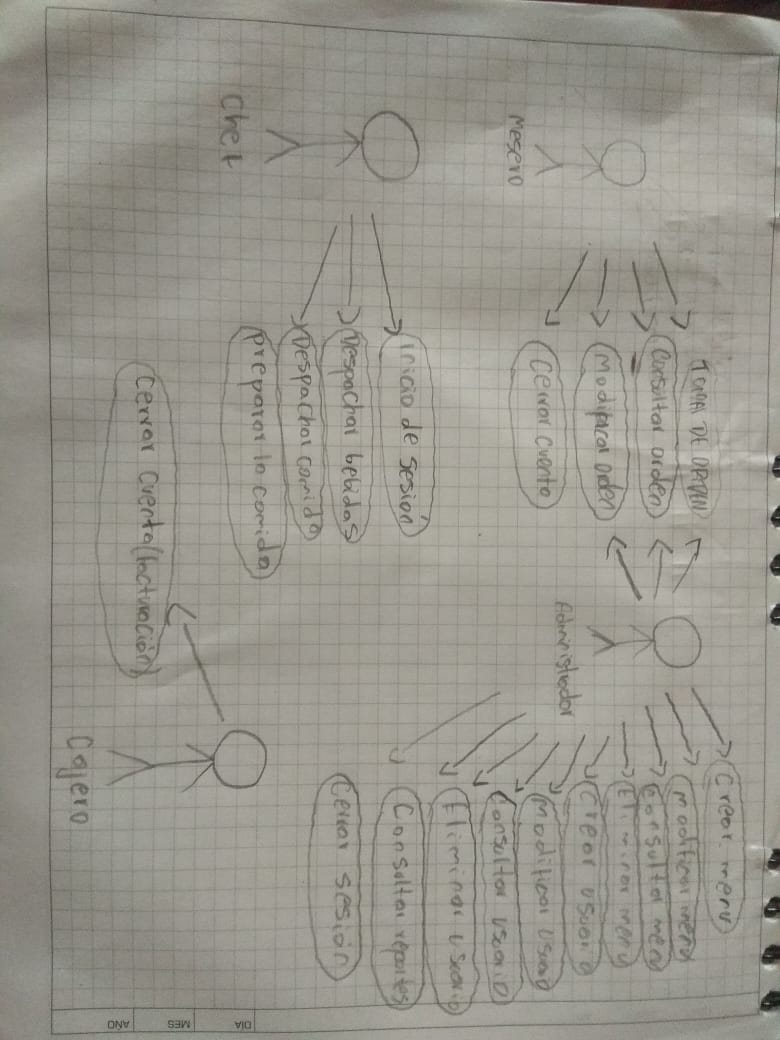 Mesero
TOMAR DE ORDEN
Consultar orden
Modificar orden
Cerrar cuenta
Administrador
Crear menu
modificar menu
Consultar menu
Eliminar menu
Crear usuario
Modificar usuario
Consultar usuario
Eliminar usuario
Consultar reportes
Cerrar sesión
Chef
inicio de sesión
Despachar bebidas
Despachar comida
preparar la comida
Cerrar cuenta (facturación)
Cajero
DÍA
MES
AÑO